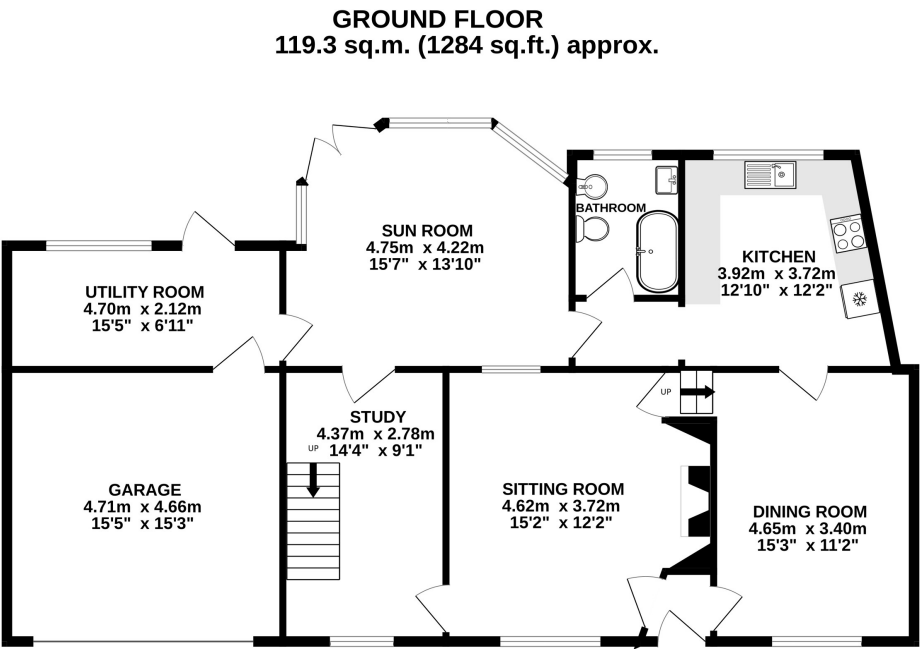 GROUND FLOOR
119.3 sq.m. (1284 sq.ft.) approx.
BATHROOM
SUN ROOM
4.75m x 4.22m
15'7" x 13'10"
KITCHEN
3.92m x 3.72m
12'10" x 12'2"
UTILITY ROOM
4.70m x 2.12m
15'5" x 6'11"
UP
STUDY
4.37m x 2.78m
14'4" x 9'1"
UP
GARAGE
4.71m x 4.66m
15'5" x 15'3"
SITTING ROOM
4.62m x 3.72m
15'2" x 12'2"
DINING ROOM
4.65m x 3.40m
15'3" x 11'2"